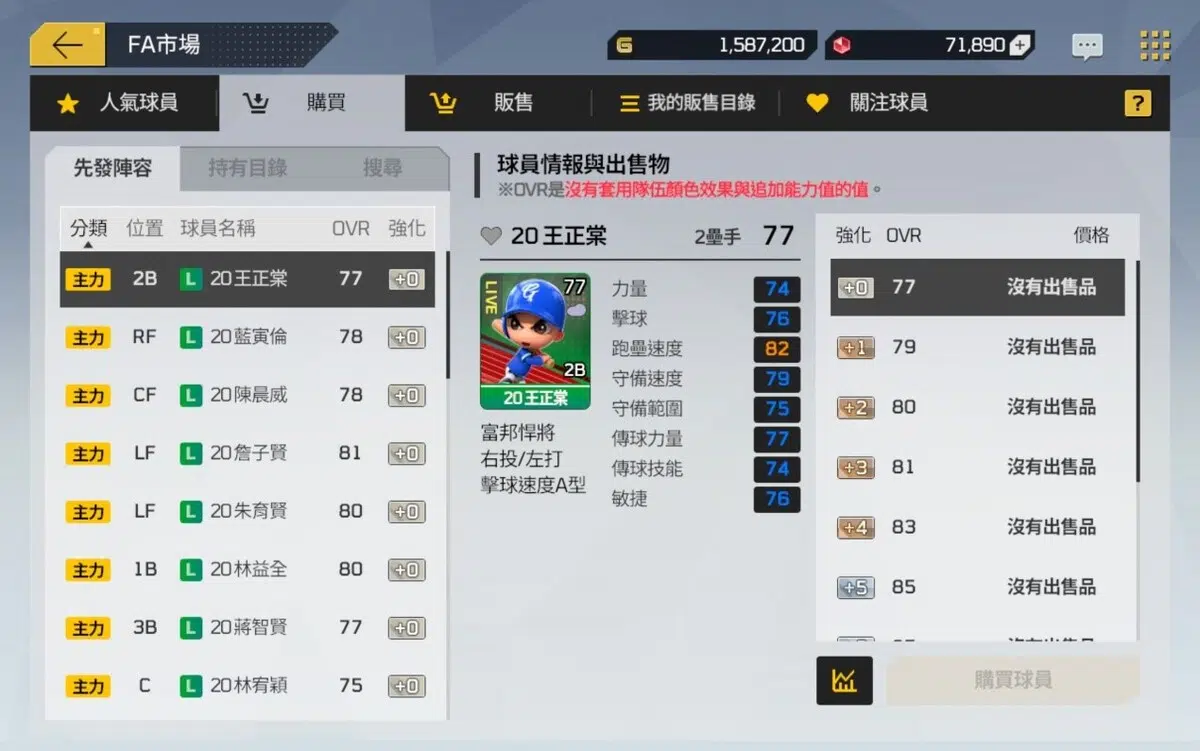 FA市場
1,587,200
71,890
人氣球員
購買
販售
我的販售目錄
關注球員
?
先發陣容 持有目錄 搜尋
分類 位置 球員名稱 OVR 強化
主力 2B L 20王正棠 77 +0
主力 RF L 20藍寅倫 78 +0
主力 CF L 20陳晨威 78 +0
主力 LF L 20詹子賢 81 +0
主力 LF L 20朱育賢 80 +0
主力 1B L 20林益全 80 +0
主力 3B L 20蔣智賢 77 +0
主力 C L 20林宥穎 75 +0
球員情報與出售物
※OVR是沒有套用隊伍顏色效果與追加能力值的值。
20王正棠 2壘手 77
LIVE
77
2B
20王正棠
富邦悍將
右投/左打
擊球速度A型
力量 74
擊球 76
跑壘速度 82
守備速度 79
守備範圍 75
傳球力量 77
傳球技能 74
敏捷 76
強化 OVR 價格
+0 77 沒有出售品
+1 79 沒有出售品
+2 80 沒有出售品
+3 81 沒有出售品
+4 83 沒有出售品
+5 85 沒有出售品
購買球員